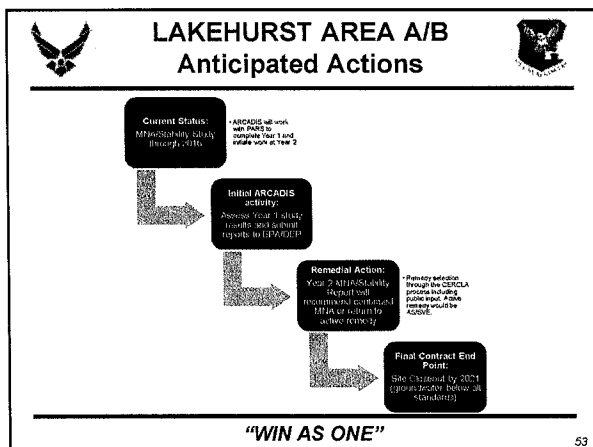 LAKEHURST AREA A/B
Anticipated Actions
Current Status:
MNA/Stability Study
through 2016
• ARCADIS will work
with PARS to
complete Year 1 and
initiate work at Year 2
Initial ARCADIS
activity:
Assess Year 1 study
results and submit
reports to EPA/DEP
Remedial Action:
Year 2 MNA/Stability
Report will
recommend continued
MNA or return to
active remedy
• Remedy selection
through the CERCLA
process including
public input. Active
remedy would be
AS/SVE.
Final Contract End
Point:
Site Closeout by 2021
(groundwater below all
standards)
"WIN AS ONE"
53